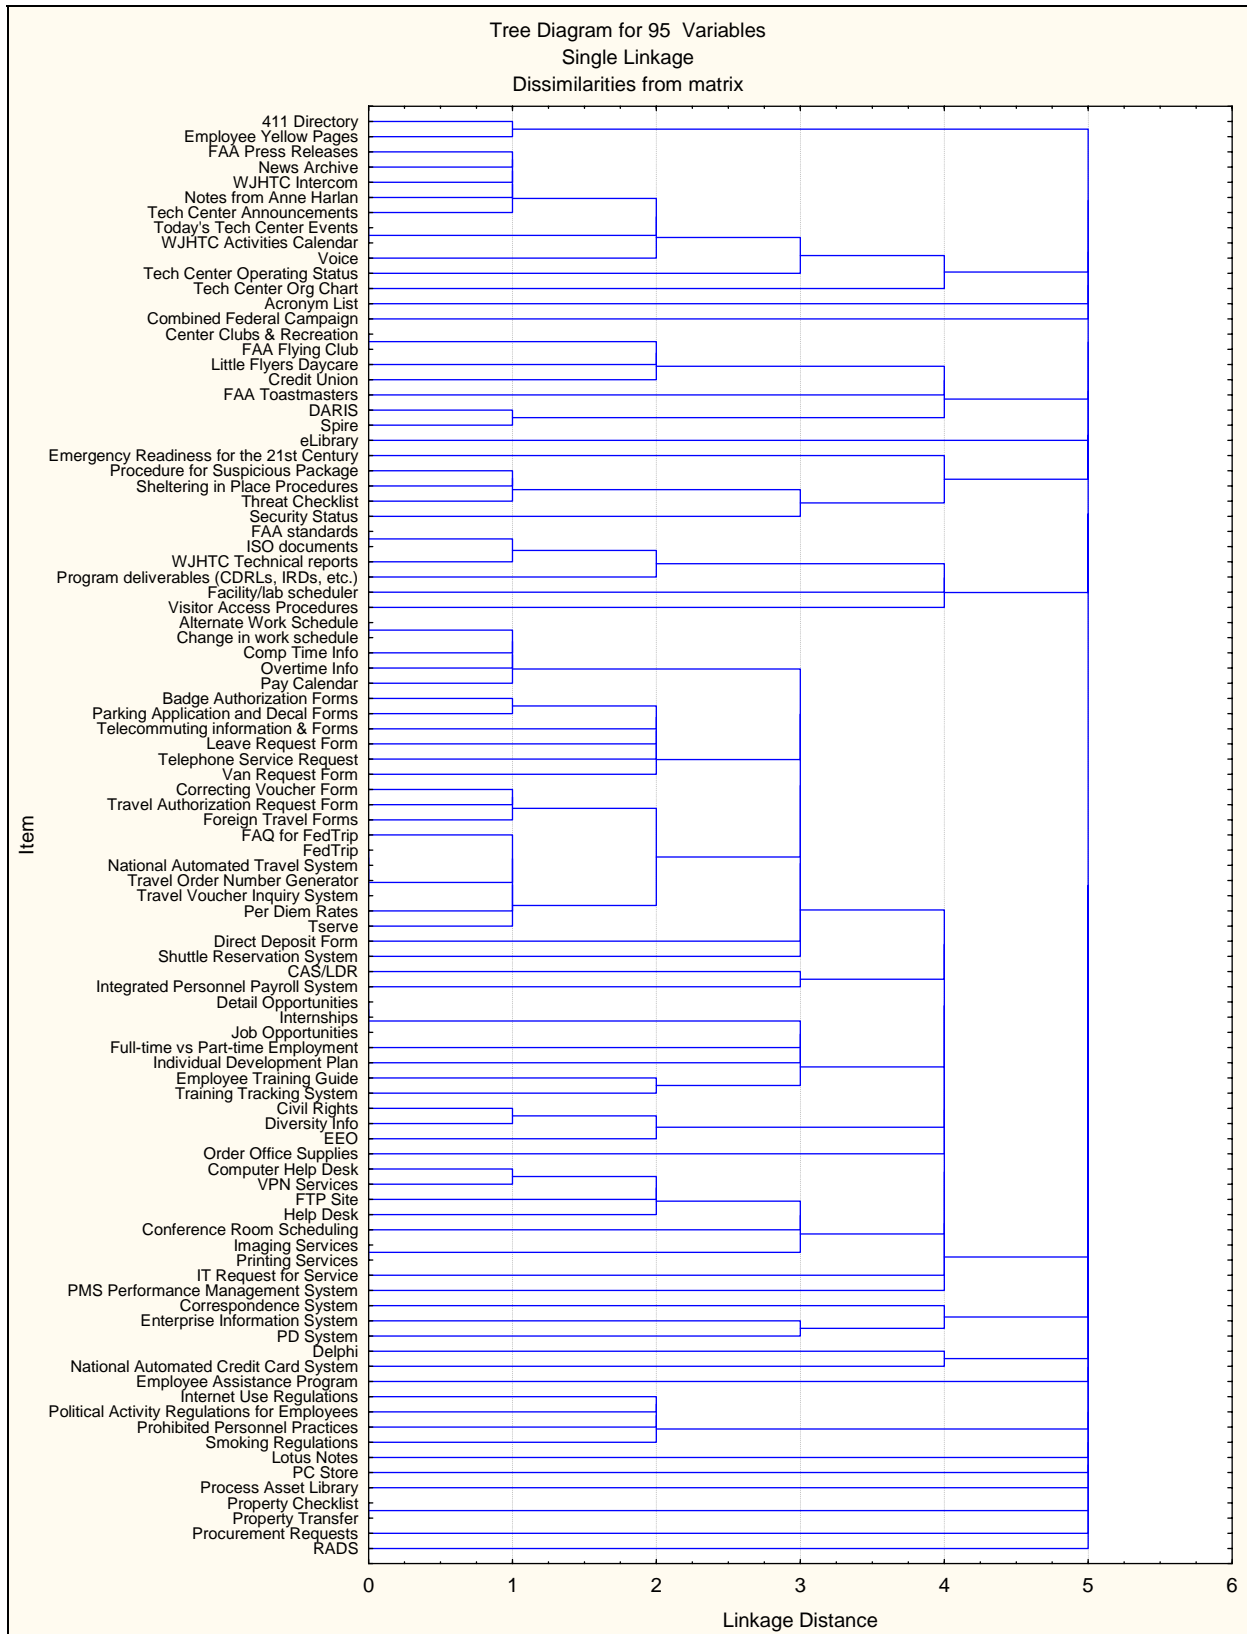 Tree Diagram for 95 Variables
Single Linkage
Dissimilarities from matrix
411 Directory
Employee Yellow Pages
FAA Press Releases
News Archive
WJHTC Intercom
Notes from Anne Harlan
Tech Center Announcements
Today's Tech Center Events
WJHTC Activities Calendar
Voice
Tech Center Operating Status
Tech Center Org Chart
Acronym List
Combined Federal Campaign
Center Clubs & Recreation
FAA Flying Club
Little Flyers Daycare
Credit Union
FAA Toastmasters
DARIS
Spire
eLibrary
Emergency Readiness for the 21st Century
Procedure for Suspicious Package
Sheltering in Place Procedures
Threat Checklist
Security Status
FAA standards
ISO documents
WJHTC Technical reports
Program deliverables (CDRLs, IRDs, etc.)
Facility/lab scheduler
Visitor Access Procedures
Alternate Work Schedule
Change in work schedule
Comp Time Info
Overtime Info
Pay Calendar
Badge Authorization Forms
Parking Application and Decal Forms
Telecommuting information & Forms
Leave Request Form
Telephone Service Request
Van Request Form
Correcting Voucher Form
Travel Authorization Request Form
Foreign Travel Forms
FAQ for FedTrip
FedTrip
National Automated Travel System
Travel Order Number Generator
Travel Voucher Inquiry System
Per Diem Rates
Tserve
Direct Deposit Form
Shuttle Reservation System
CAS/LDR
Integrated Personnel Payroll System
Detail Opportunities
Internships
Job Opportunities
Full-time vs Part-time Employment
Individual Development Plan
Employee Training Guide
Training Tracking System
Civil Rights
Diversity Info
EEO
Order Office Supplies
Computer Help Desk
VPN Services
FTP Site
Help Desk
Conference Room Scheduling
Imaging Services
Printing Services
IT Request for Service
PMS Performance Management System
Correspondence System
Enterprise Information System
PD System
Delphi
National Automated Credit Card System
Employee Assistance Program
Internet Use Regulations
Political Activity Regulations for Employees
Prohibited Personnel Practices
Smoking Regulations
Lotus Notes
PC Store
Process Asset Library
Property Checklist
Property Transfer
Procurement Requests
RADS
Item
0 1 2 3 4 5 6
Linkage Distance